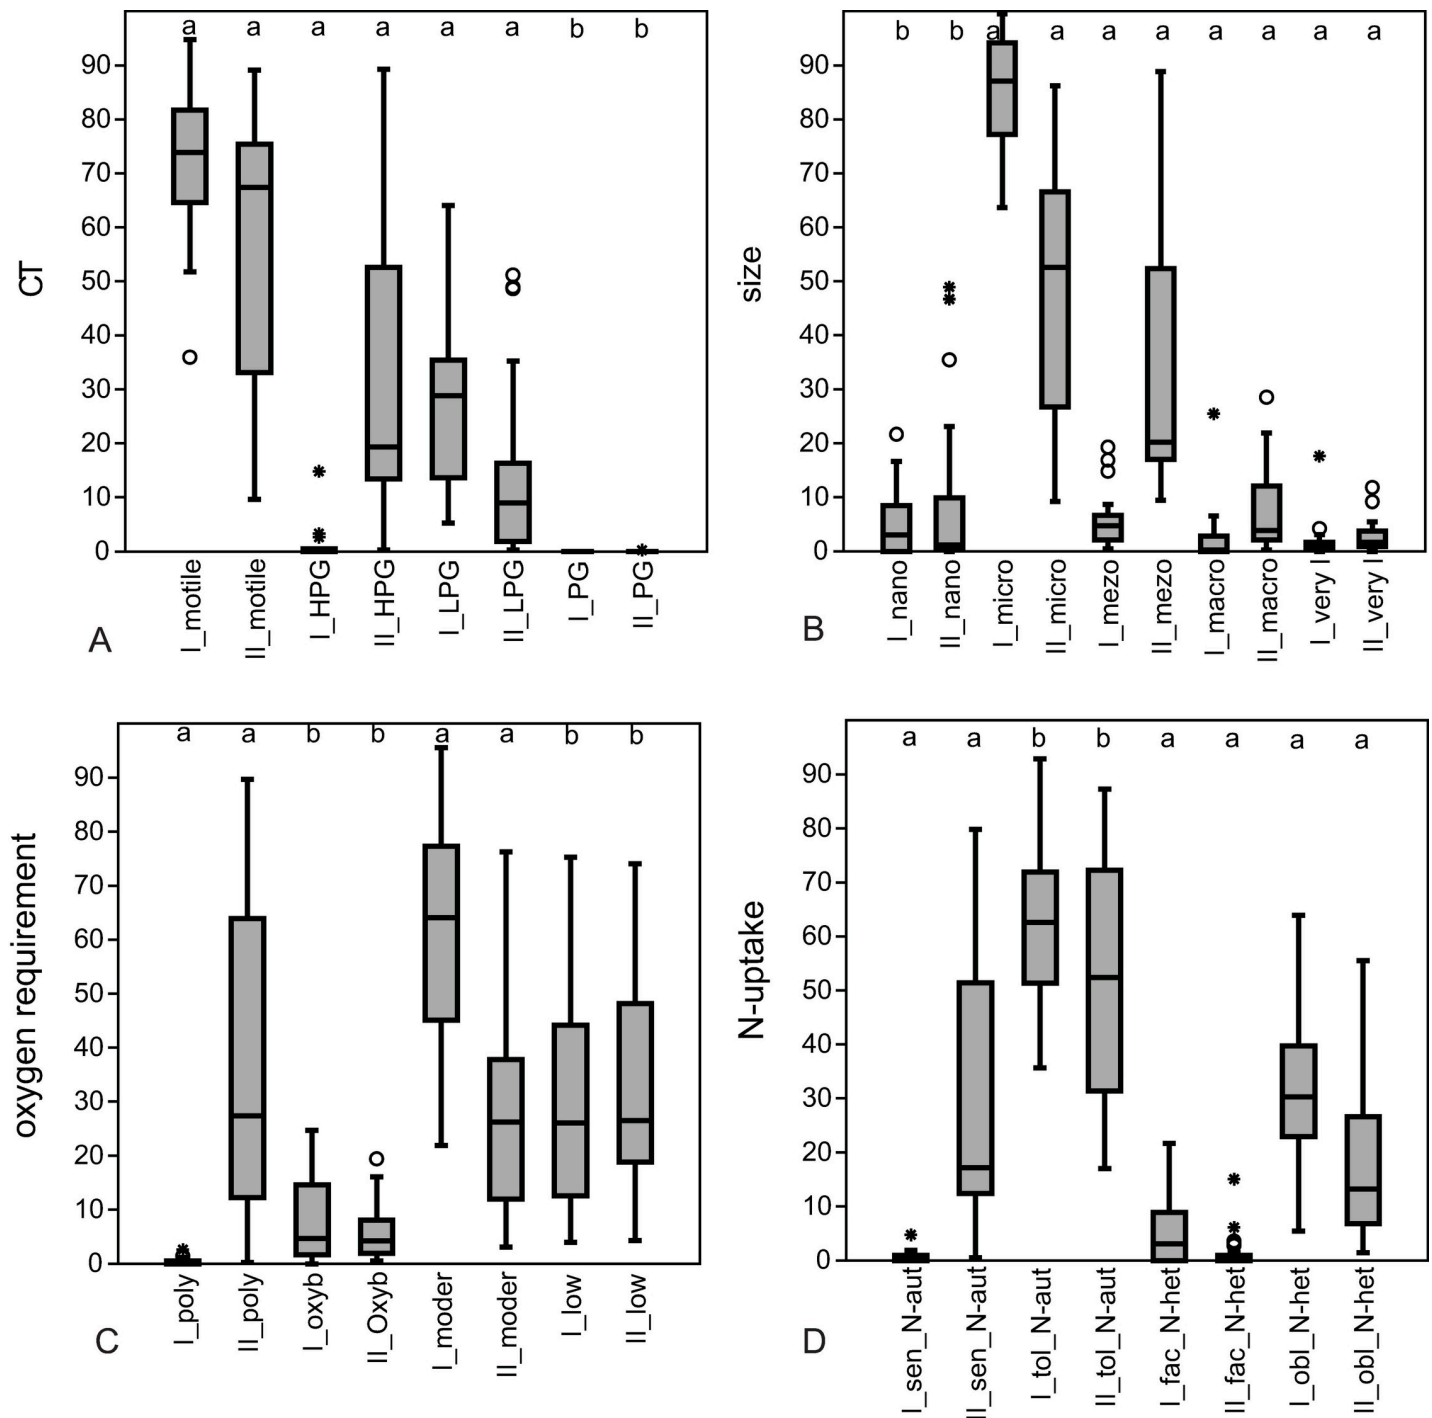 a a a a a a b b
90
80
70
60
50
40
30
20
10
0
CT
I_motile II_motile I_HPG II_HPG I_LPG II_LPG I_PG II_PG
A
b b a a a a a a a a
90
80
70
60
50
40
30
20
10
0
size
I_nano II_nano I_micro II_micro I_mezo II_mezo I_macro II_macro I_very l II_very l
B
a a b b a a b b
90
80
70
60
50
40
30
20
10
0
oxygen requirement
I_poly II_poly I_oxyb II_Oxyb I_moder II_moder I_low II_low
C
a a b b a a a a
90
80
70
60
50
40
30
20
10
0
N-uptake
I_sen_N-aut II_sen_N-aut I_tol_N-aut II_tol_N-aut I_fac_N-het II_fac_N-het I_obl_N-het II_obl_N-het
D